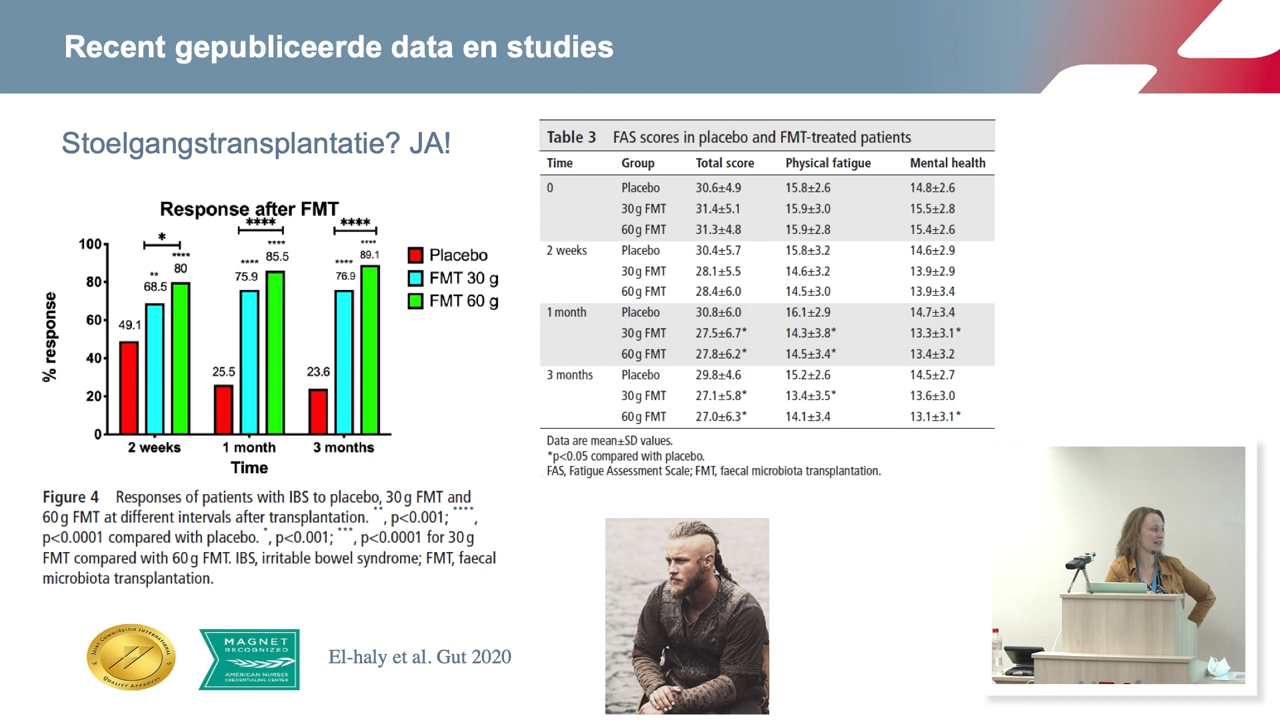 Recent gepubliceerde data en studies
Stoelgangstransplantatie? JA!
Response after FMT
% response
100
80
60
40
20
0
*
****
****
49.1
**
68.5
****
80
25.5
****
75.9
****
85.5
23.6
****
76.9
****
89.1
2 weeks
1 month
3 months
Time
Placebo
FMT 30 g
FMT 60 g
Figure 4 Responses of patients with IBS to placebo, 30 g FMT and
60 g FMT at different intervals after transplantation. **, p<0.001; ****,
p<0.0001 compared with placebo. *, p<0.001; ***, p<0.0001 for 30 g
FMT compared with 60 g FMT. IBS, irritable bowel syndrome; FMT, faecal
microbiota transplantation.
Table 3 FAS scores in placebo and FMT-treated patients
Time Group Total score Physical fatigue Mental health
0 Placebo 30.6±4.9 15.8±2.6 14.8±2.6
30 g FMT 31.4±5.1 15.9±3.0 15.5±2.8
60 g FMT 31.3±4.8 15.9±2.8 15.4±2.6
2 weeks Placebo 30.4±5.7 15.8±3.2 14.6±2.9
30 g FMT 28.1±5.5 14.6±3.2 13.9±2.9
60 g FMT 28.4±6.0 14.5±3.0 13.9±3.4
1 month Placebo 30.8±6.0 16.1±2.9 14.7±3.4
30 g FMT 27.5±6.7* 14.3±3.8* 13.3±3.1*
60 g FMT 27.8±6.2* 14.5±3.4* 13.4±3.2
3 months Placebo 29.8±4.6 15.2±2.6 14.5±2.7
30 g FMT 27.1±5.8* 13.4±3.5* 13.6±3.0
60 g FMT 27.0±6.3* 14.1±3.4 13.1±3.1*
Data are mean±SD values.
*p<0.05 compared with placebo.
FAS, Fatigue Assessment Scale; FMT, faecal microbiota transplantation.
Joint Commission International
Quality Approval
MAGNET
RECOGNIZED
AMERICAN NURSES
CREDENTIALING CENTER
El-haly et al. Gut 2020